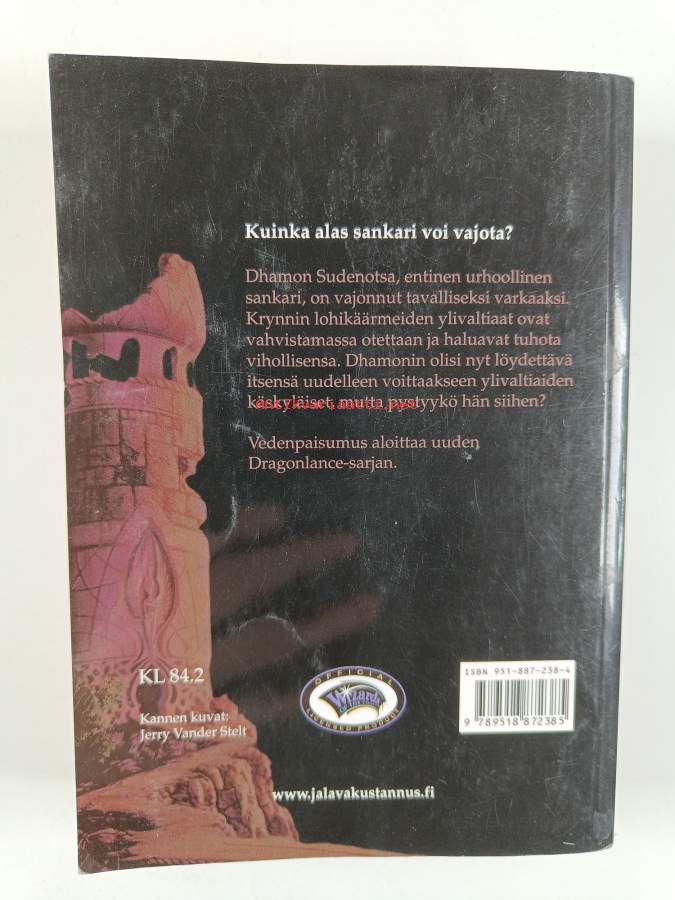 Kuinka alas sankari voi vajota?
Dhamon Sudenotsa, entinen urhoollinen
sankari, on vajonnut tavalliseksi varkaaksi.
Krynnin lohikäärmeiden ylivaltiaat ovat
vahvistamassa otettaan ja haluavat tuhota
vihollisensa. Dhamonin olisi nyt löydettävä
itsensä uudelleen voittaakseen ylivaltiaiden
käskyläiset, mutta pystyykö hän siihen?
Vedenpaisumus aloittaa uuden
Dragonlance-sarjan.
KL 84.2
Kannen kuvat:
Jerry Vander Stelt
OFFICIAL
Wizards
LICENSED PRODUCT
ISBN 951-887-238-4
9 789518 872385
www.jalavakustannus.fi